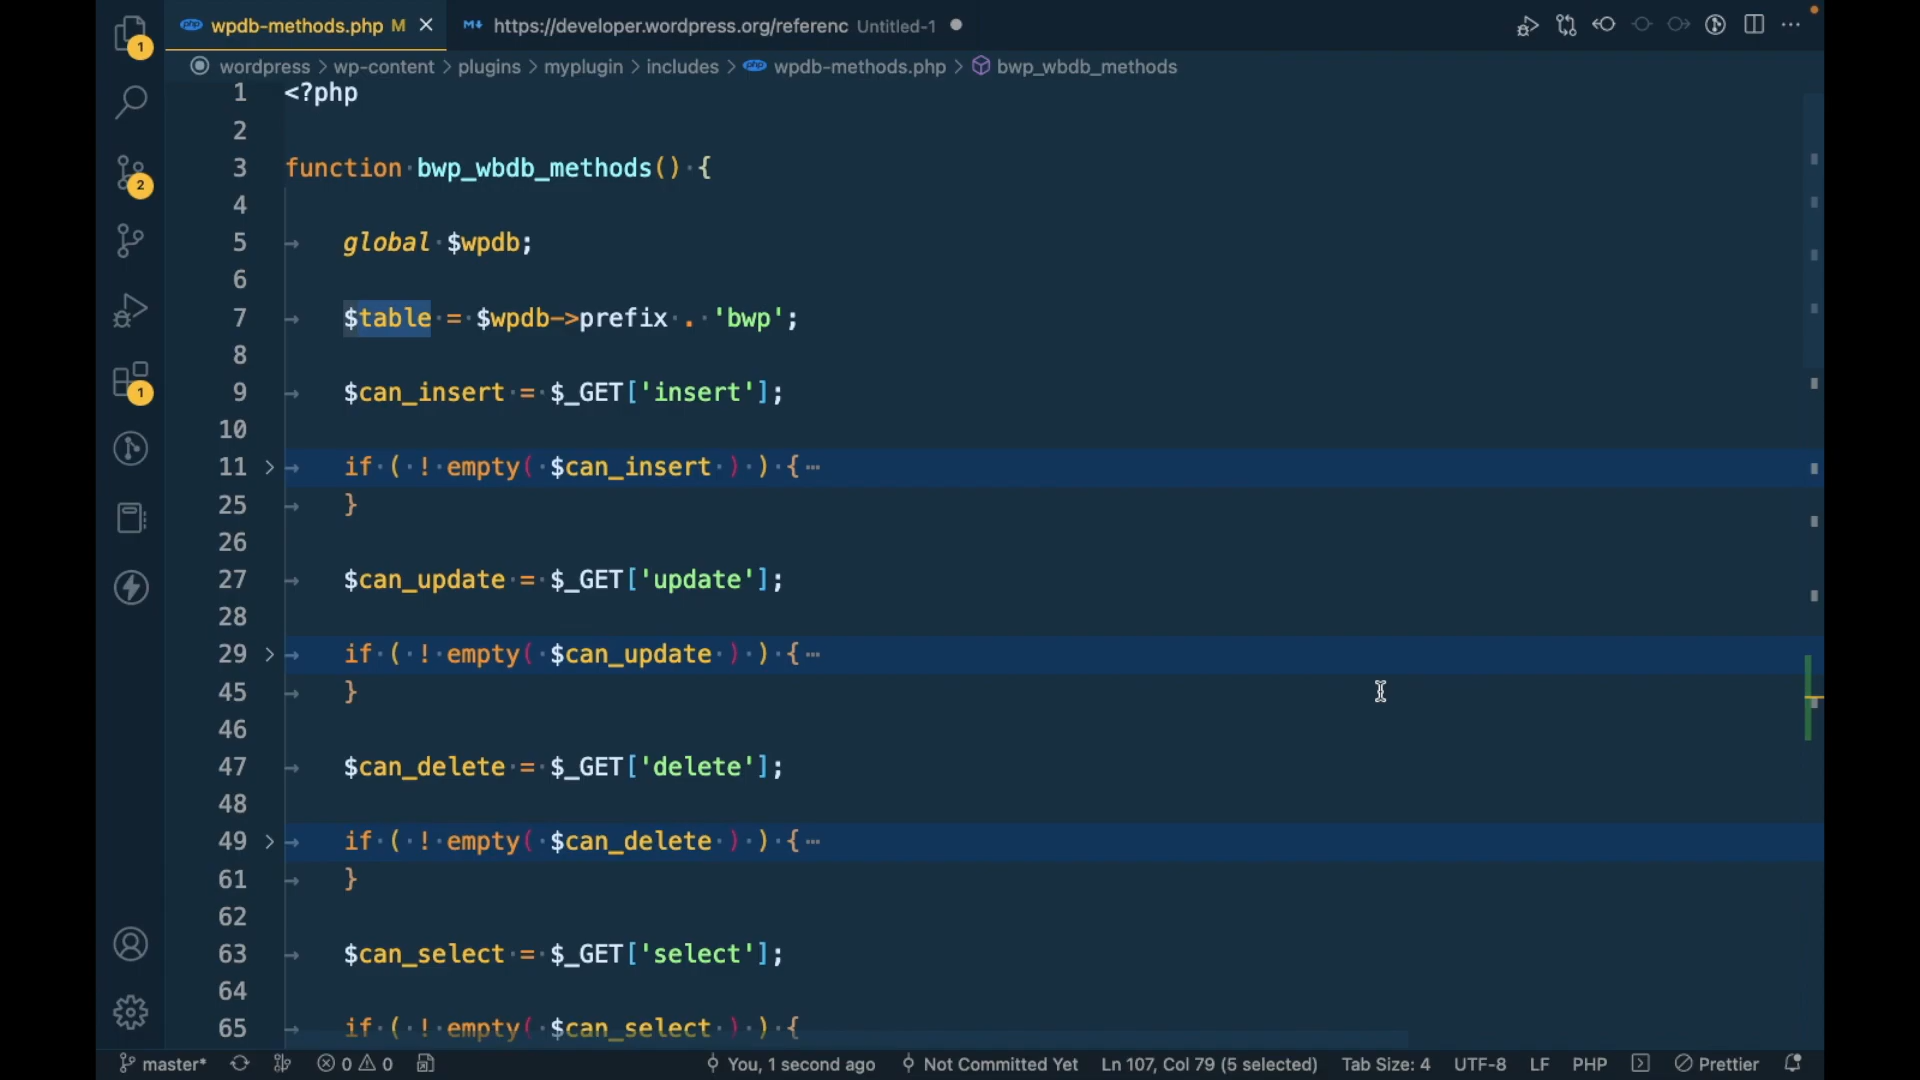 wpdb-methods.php M
https://developer.wordpress.org/referenc Untitled-1
wordpress > wp-content > plugins > myplugin > includes > wpdb-methods.php > bwp_wbdb_methods
1 <?php
2
3 function bwp_wbdb_methods() {
4
5 global $wpdb;
6
7 $table = $wpdb->prefix . 'bwp';
8
9 $can_insert = $_GET['insert'];
10
11 if ( ! empty( $can_insert ) ) {
25 }
26
27 $can_update = $_GET['update'];
28
29 if ( ! empty( $can_update ) ) {
45 }
46
47 $can_delete = $_GET['delete'];
48
49 if ( ! empty( $can_delete ) ) {
61 }
62
63 $can_select = $_GET['select'];
64
65 if ( ! empty( $can_select ) ) {
1
2
1
master* 0 0 You, 1 second ago Not Committed Yet Ln 107, Col 79 (5 selected) Tab Size: 4 UTF-8 LF PHP Prettier